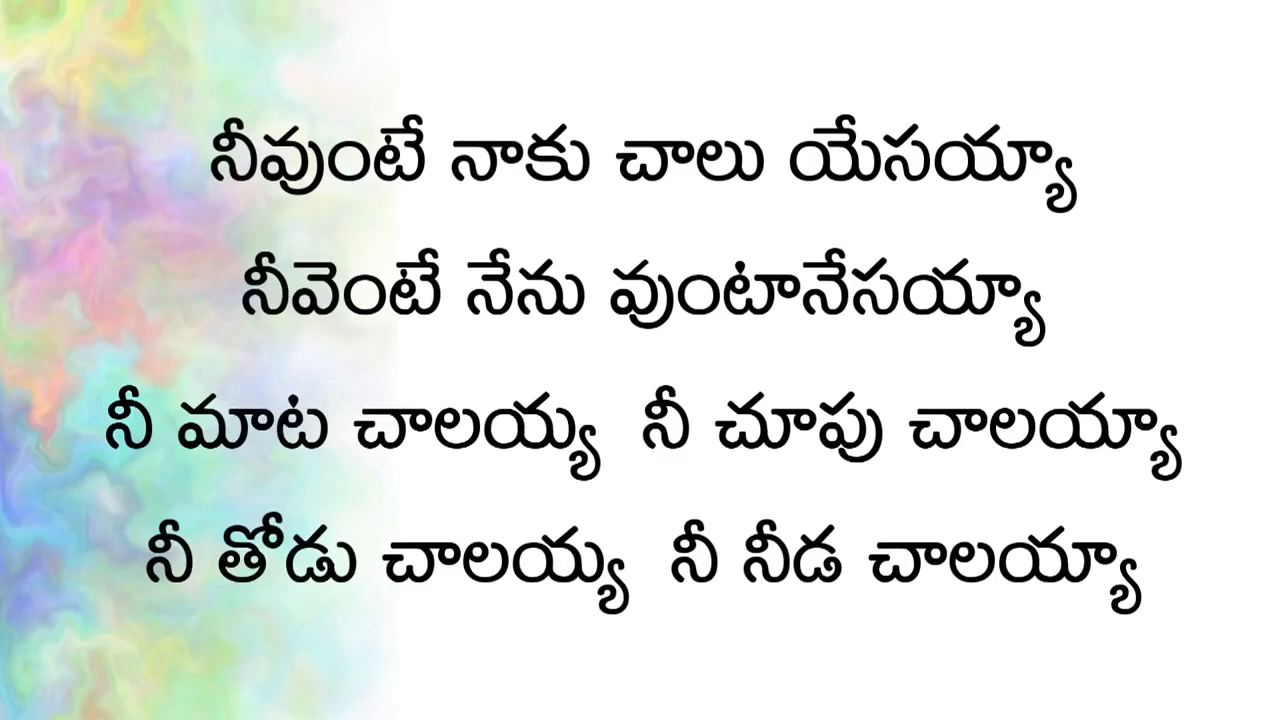 నీవుంటే నాకు చాలు యేసయ్యా
నీవెంటే నేను వుంటానేసయ్యా
నీ మాట చాలయ్య నీ చూపు చాలయ్యా
నీ తోడు చాలయ్య నీ నీడ చాలయ్యా